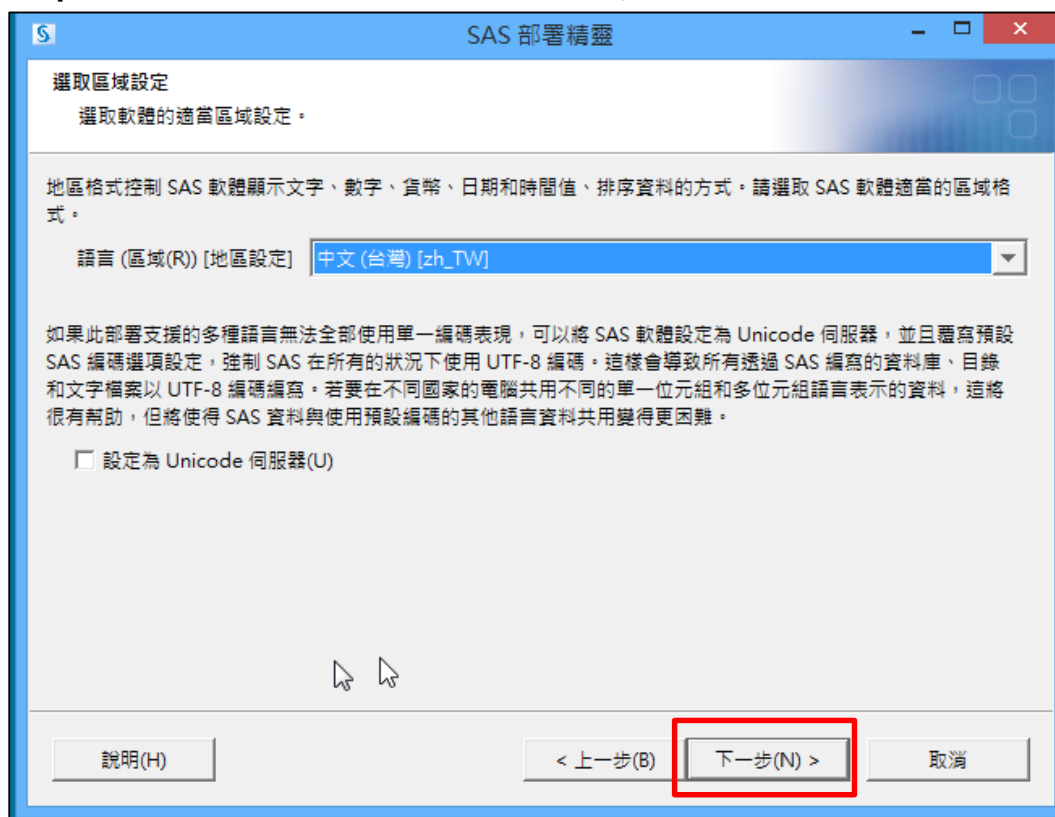 SAS 部署精靈
選取區域設定
選取軟體的適當區域設定。
地區格式控制 SAS 軟體顯示文字、數字、貨幣、日期和時間值、排序資料的方式。請選取 SAS 軟體適當的區域格
式。
語言 (區域(R)) [地區設定] 中文 (台灣) [zh_TW]
如果此部署支援的多種語言無法全部使用單一編碼表現，可以將 SAS 軟體設定為 Unicode 伺服器，並且覆寫預設
SAS 編碼選項設定，強制 SAS 在所有的狀況下使用 UTF-8 編碼。這樣會導致所有透過 SAS 編寫的資料庫、目錄
和文字檔案以 UTF-8 編碼編寫。若要在不同國家的電腦共用不同的單一位元組和多位元組語言表示的資料，這將
很有幫助，但將使得 SAS 資料與使用預設編碼的其他語言資料共用變得更困難。
設定為 Unicode 伺服器(U)
說明(H) < 上一步(B) 下一步(N) > 取消